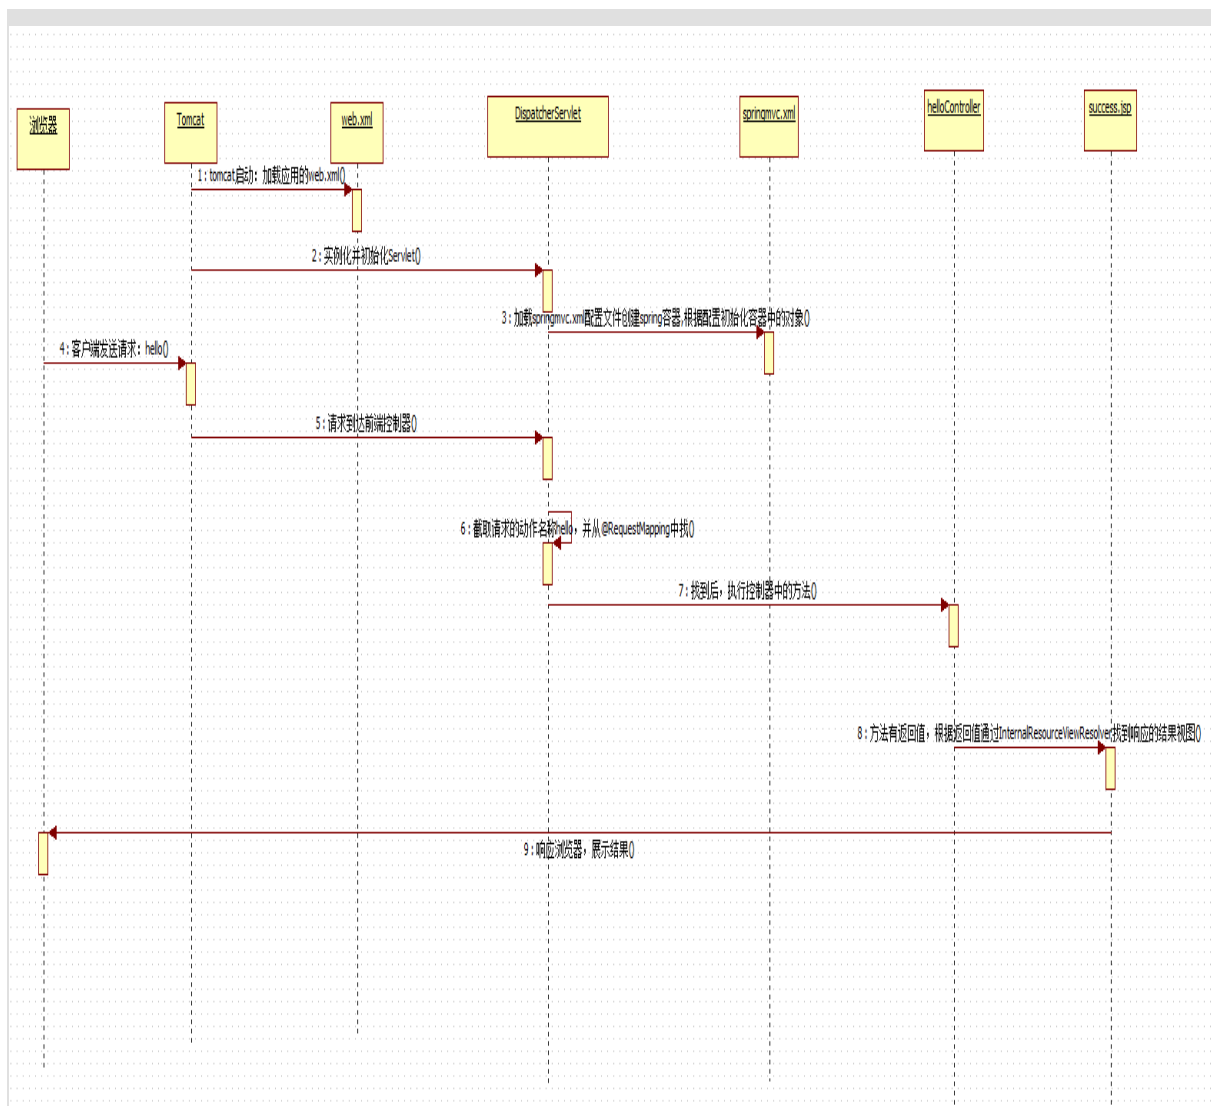 浏览器
Tomcat
web.xml
DispatcherServlet
springmvc.xml
helloController
success.jsp
1 : tomcat启动：加载应用的web.xml()
2 : 实例化并初始化Servlet()
3 : 加载springmvc.xml配置文件创建spring容器,根据配置初始化容器中的对象()
4 : 客户端发送请求：hello()
5 : 请求到达前端控制器()
6 : 截取请求的动作名称hello，并从@RequestMapping中找()
7 : 找到后，执行控制器中的方法()
8 : 方法有返回值，根据返回值通过InternalResourceViewResolver找到响应的结果视图()
9 : 响应浏览器，展示结果()